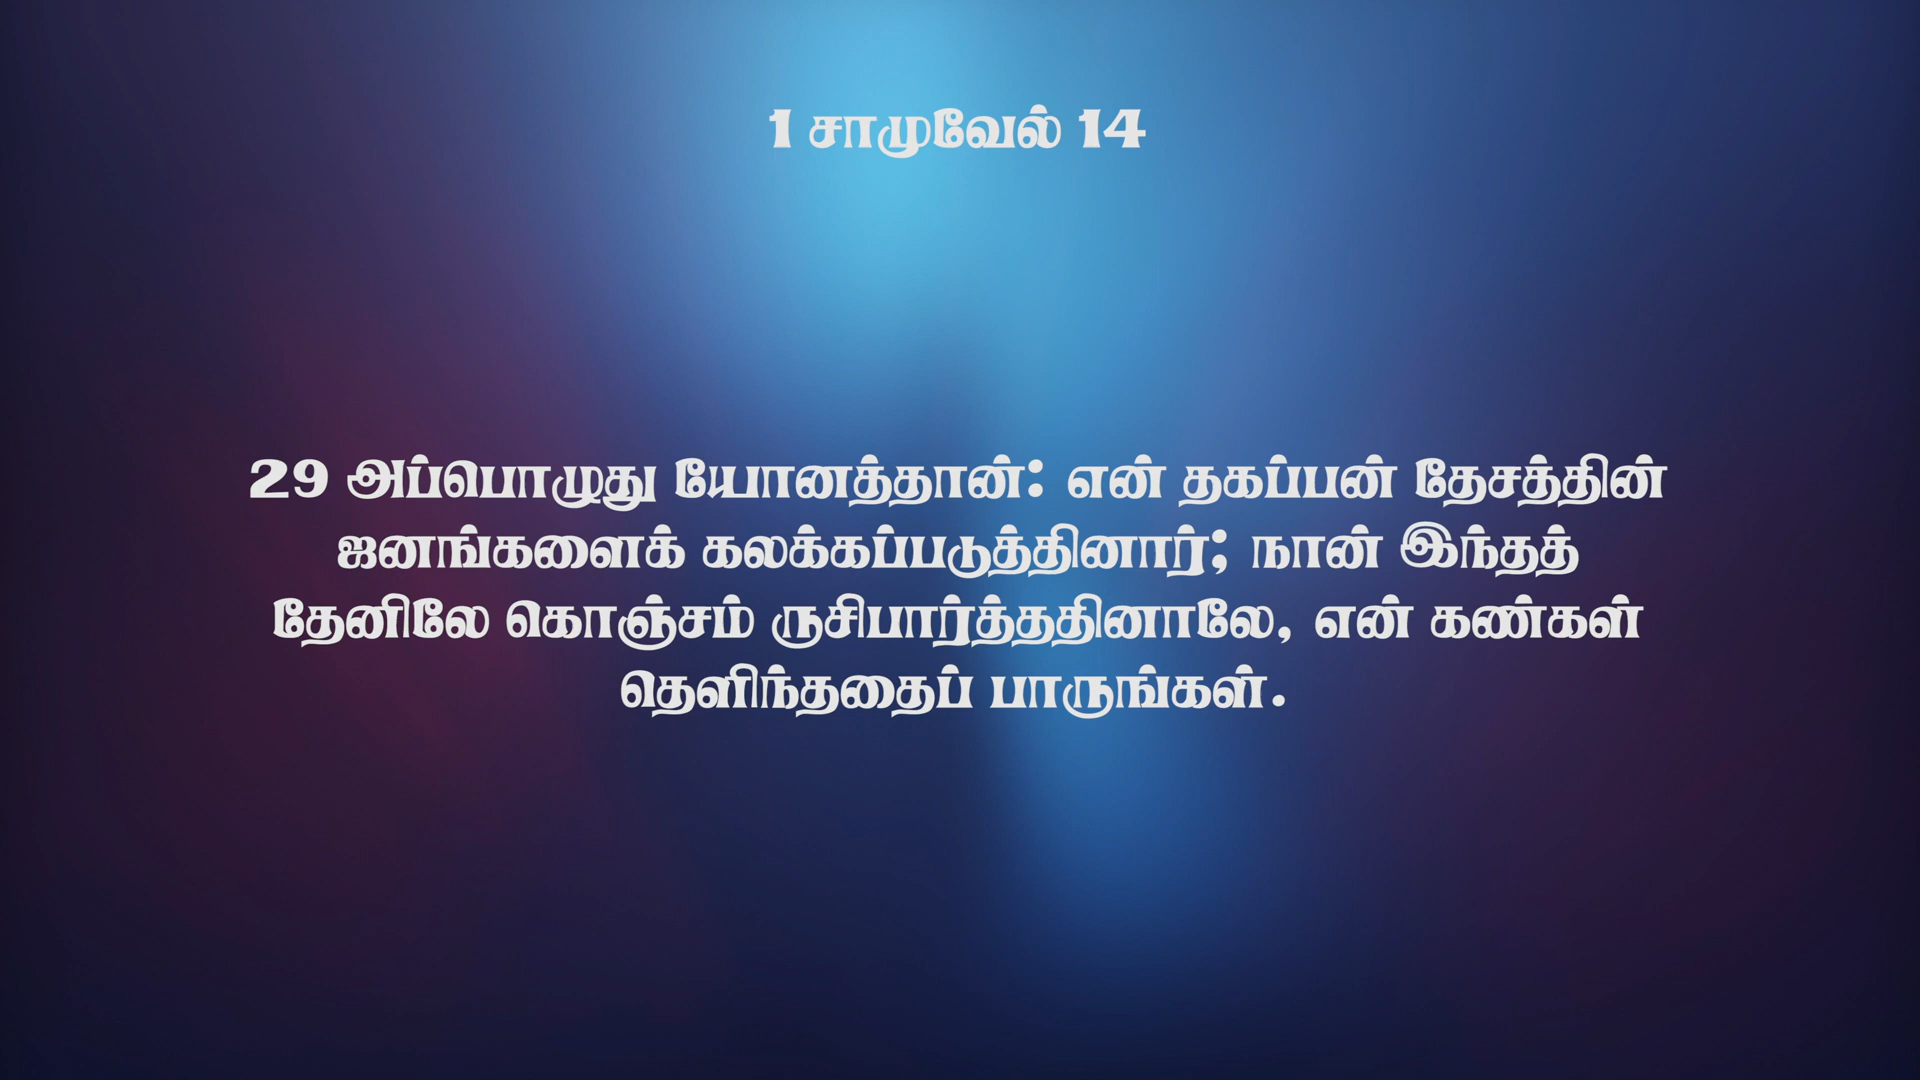 1 சாமுவேல் 14
29 அப்பொழுது யோனத்தான்: என் தகப்பன் தேசத்தின்
ஜனங்களைக் கலக்கப்படுத்தினார்; நான் இந்தத்
தேனிலே கொஞ்சம் ருசிபார்த்ததினாலே, என் கண்கள்
தெளிந்ததைப் பாருங்கள்.